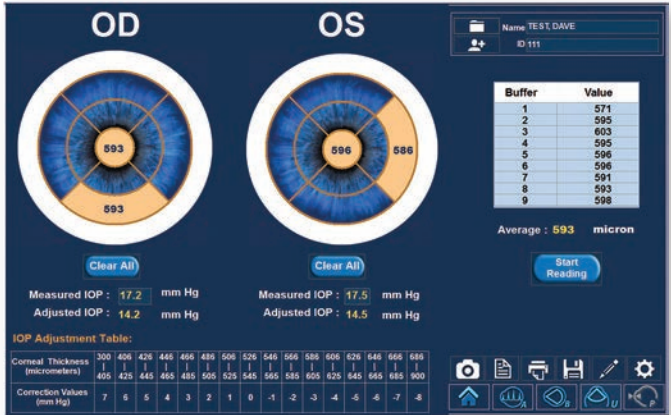 OD
OS
Name TEST, DAVE
ID 111
593
593
596
586
Buffer Value
1 571
2 595
3 603
4 595
5 596
6 596
7 591
8 593
9 598
Average : 593 micron
Clear All
Clear All
Start
Reading
Measured IOP : 17.2 mm Hg
Adjusted IOP : 14.2 mm Hg
Measured IOP : 17.5 mm Hg
Adjusted IOP : 14.5 mm Hg
IOP Adjustment Table:
Corneal Thickness (micrometers) 300 | 405 406 | 425 426 | 445 446 | 465 466 | 485 486 | 505 506 | 525 526 | 545 546 | 565 566 | 585 586 | 605 606 | 625 626 | 645 646 | 665 666 | 685 686 | 900
Correction Values (mm Hg) 7 6 5 4 3 2 1 0 -1 -2 -3 -4 -5 -6 -7 -8
A B U P